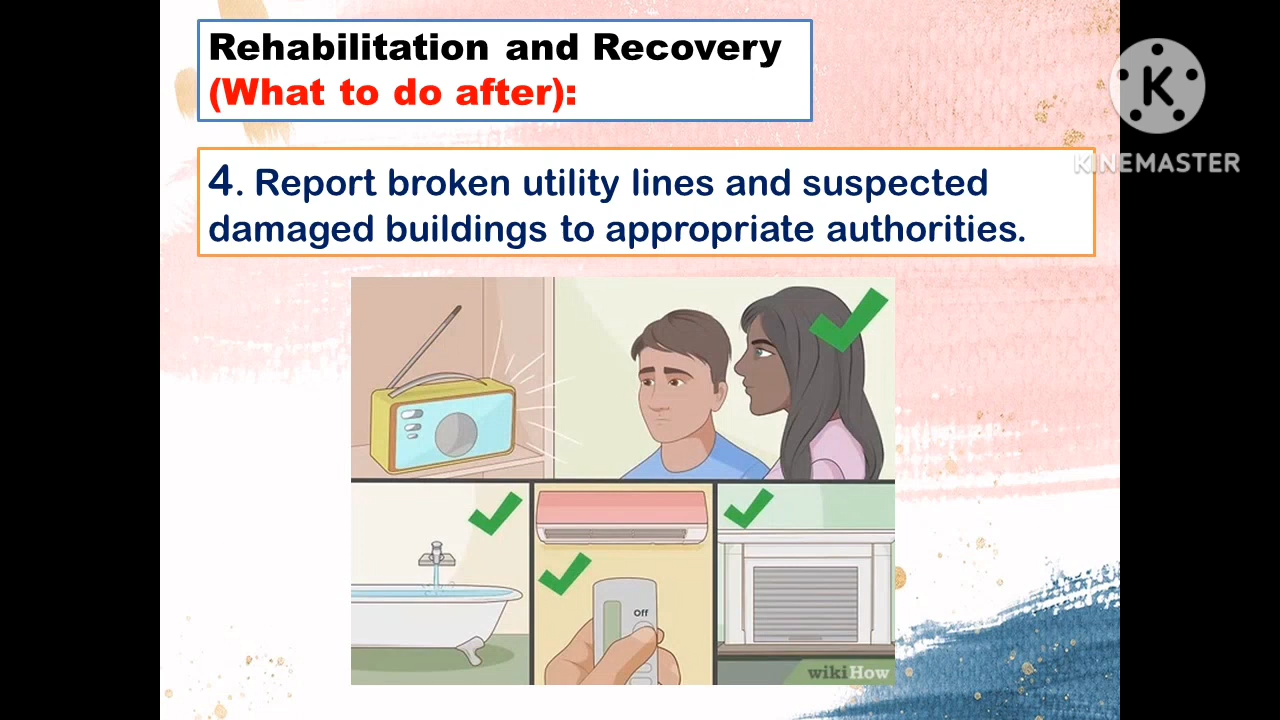 Rehabilitation and Recovery
(What to do after):
K
KINEMASTER
4. Report broken utility lines and suspected
damaged buildings to appropriate authorities.
Off
wikiHow